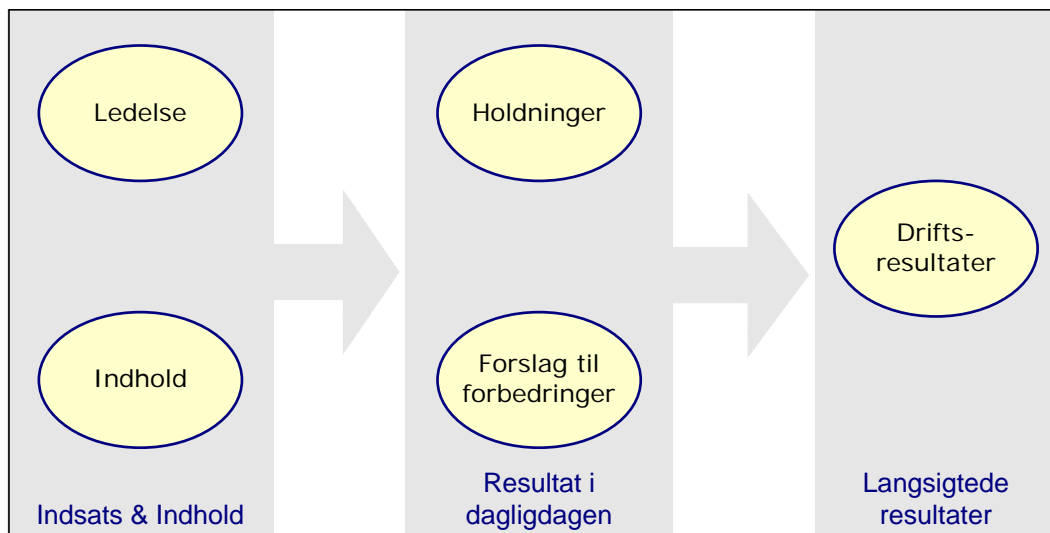 Ledelse
Indhold
Indsats & Indhold
Holdninger
Forslag til
forbedringer
Resultat i
dagligdagen
Drifts-
resultater
Langsigtede
resultater